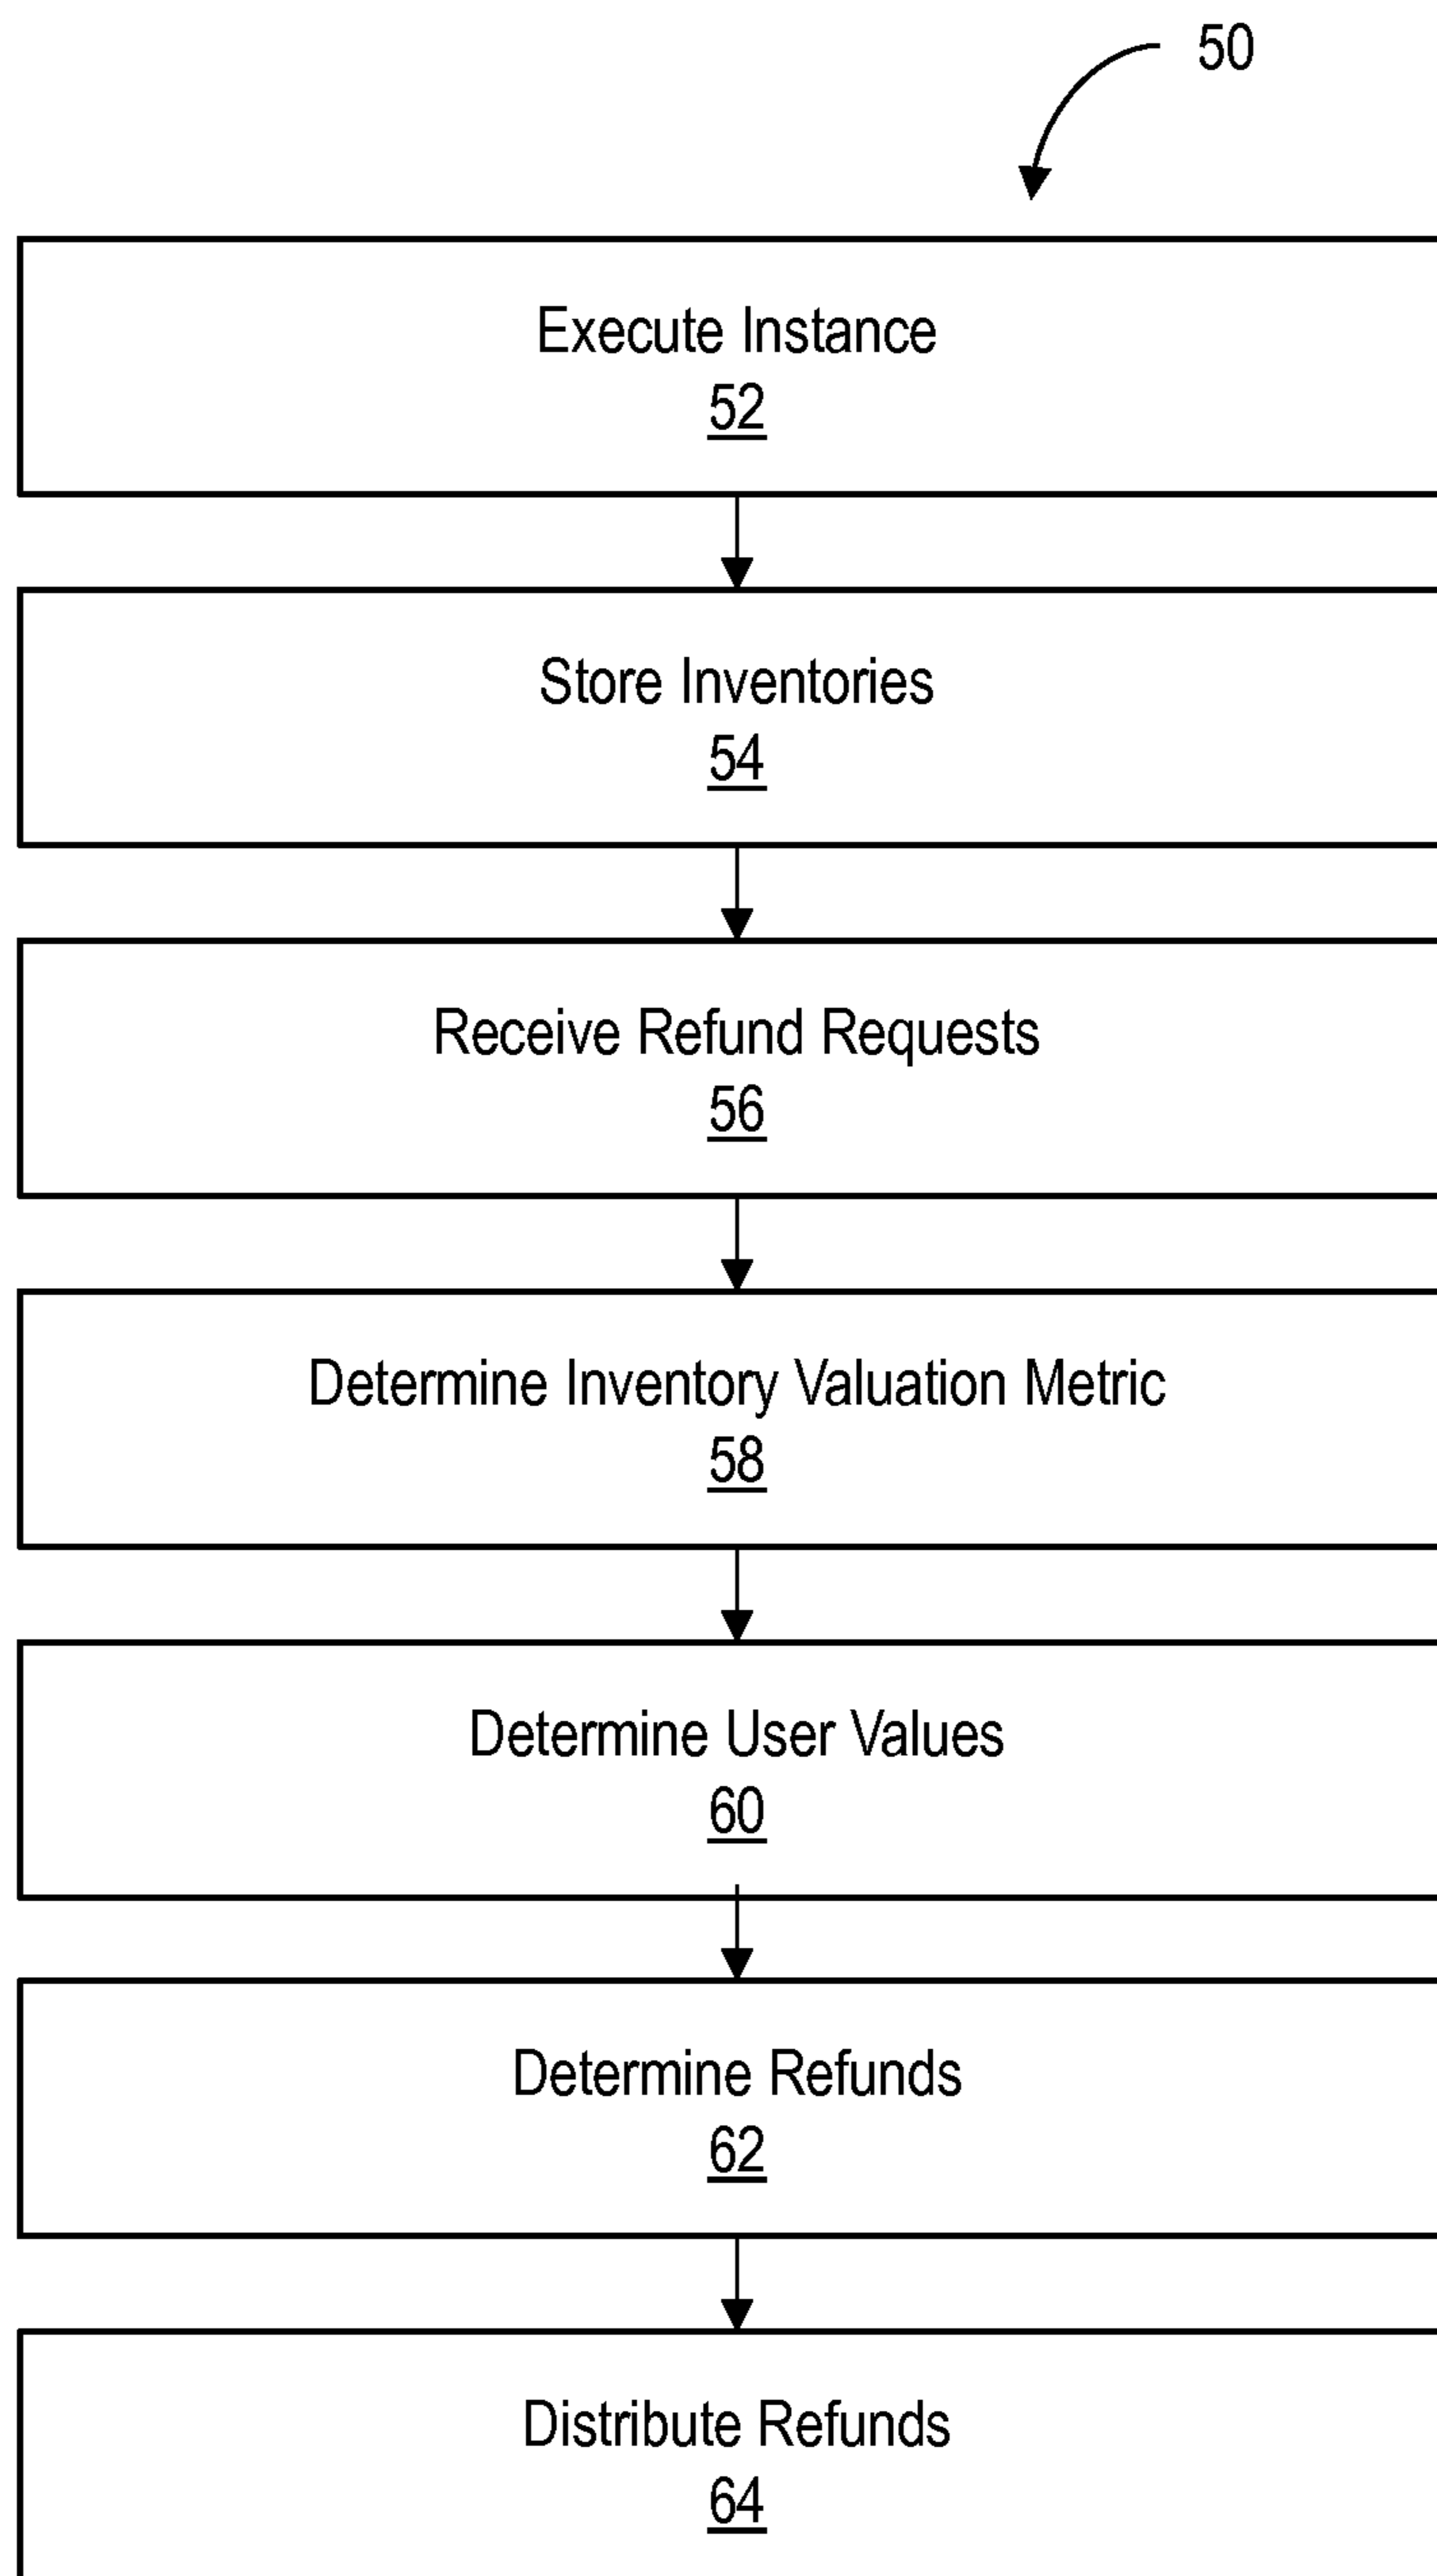 50
Execute Instance
52
Store Inventories
54
Receive Refund Requests
56
Determine Inventory Valuation Metric
58
Determine User Values
60
Determine Refunds
62
Distribute Refunds
64